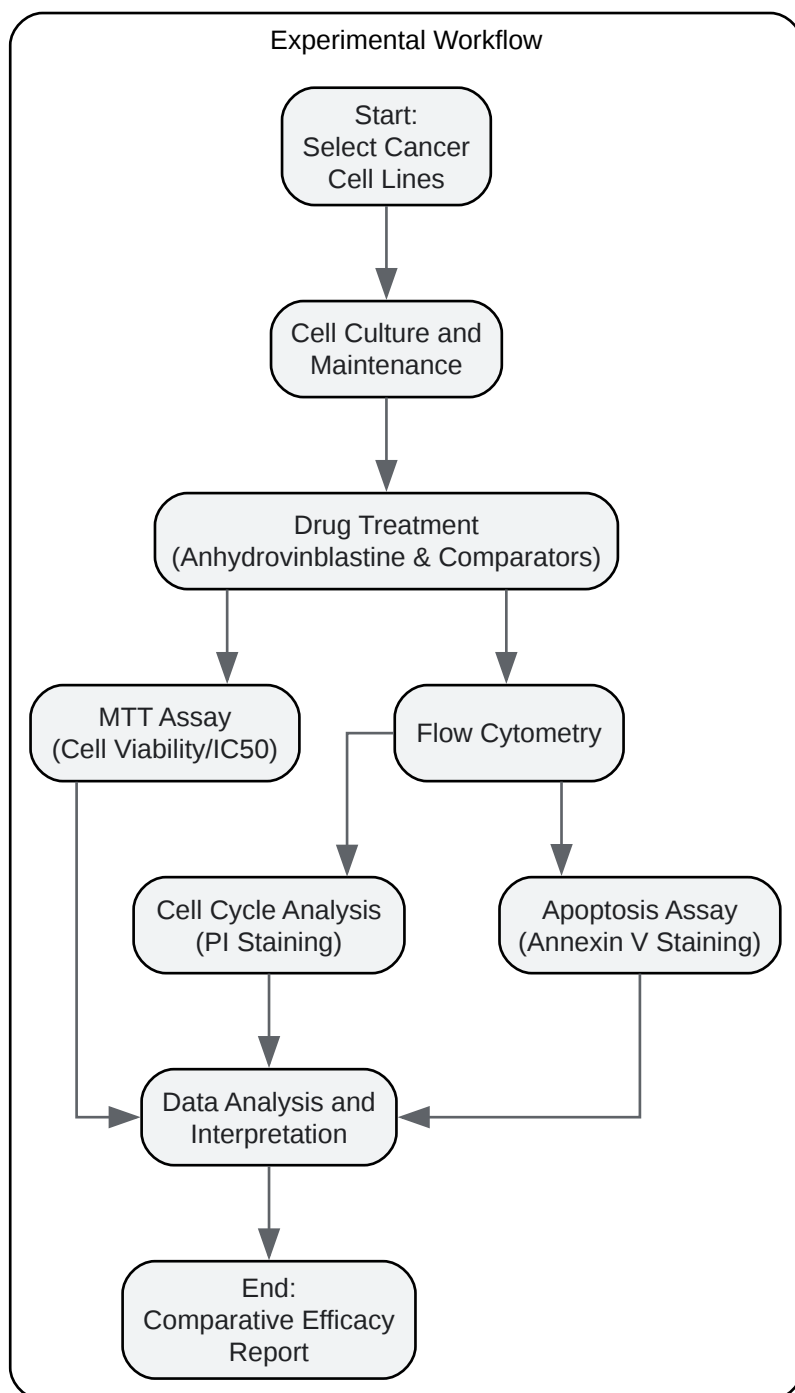 Experimental Workflow
Start:
Select Cancer
Cell Lines
Cell Culture and
Maintenance
Drug Treatment
(Anhydrovinblastine & Comparators)
MTT Assay
(Cell Viability/IC50)
Flow Cytometry
Cell Cycle Analysis
(PI Staining)
Apoptosis Assay
(Annexin V Staining)
Data Analysis and
Interpretation
End:
Comparative Efficacy
Report